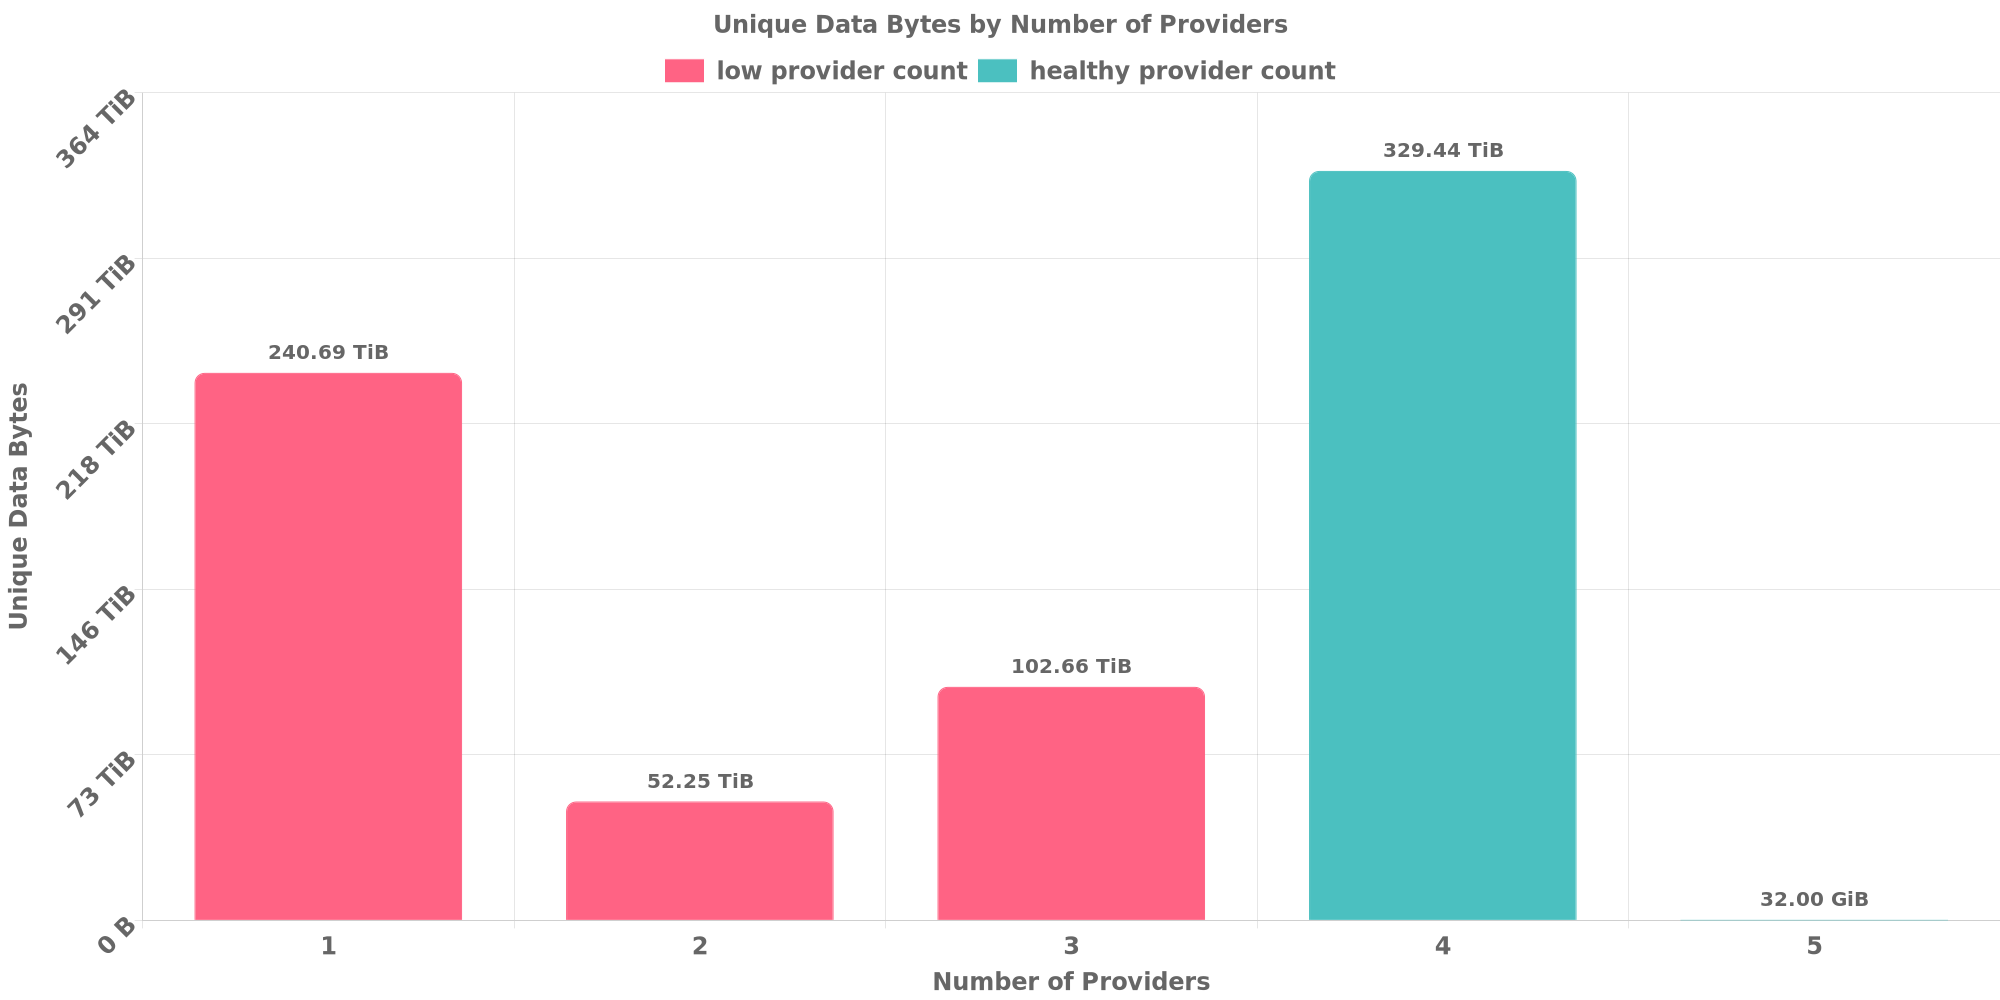 Unique Data Bytes by Number of Providers
low provider count healthy provider count
364 TiB
291 TiB
218 TiB
146 TiB
73 TiB
0 B
Unique Data Bytes
240.69 TiB
52.25 TiB
102.66 TiB
329.44 TiB
32.00 GiB
1 2 3 4 5
Number of Providers